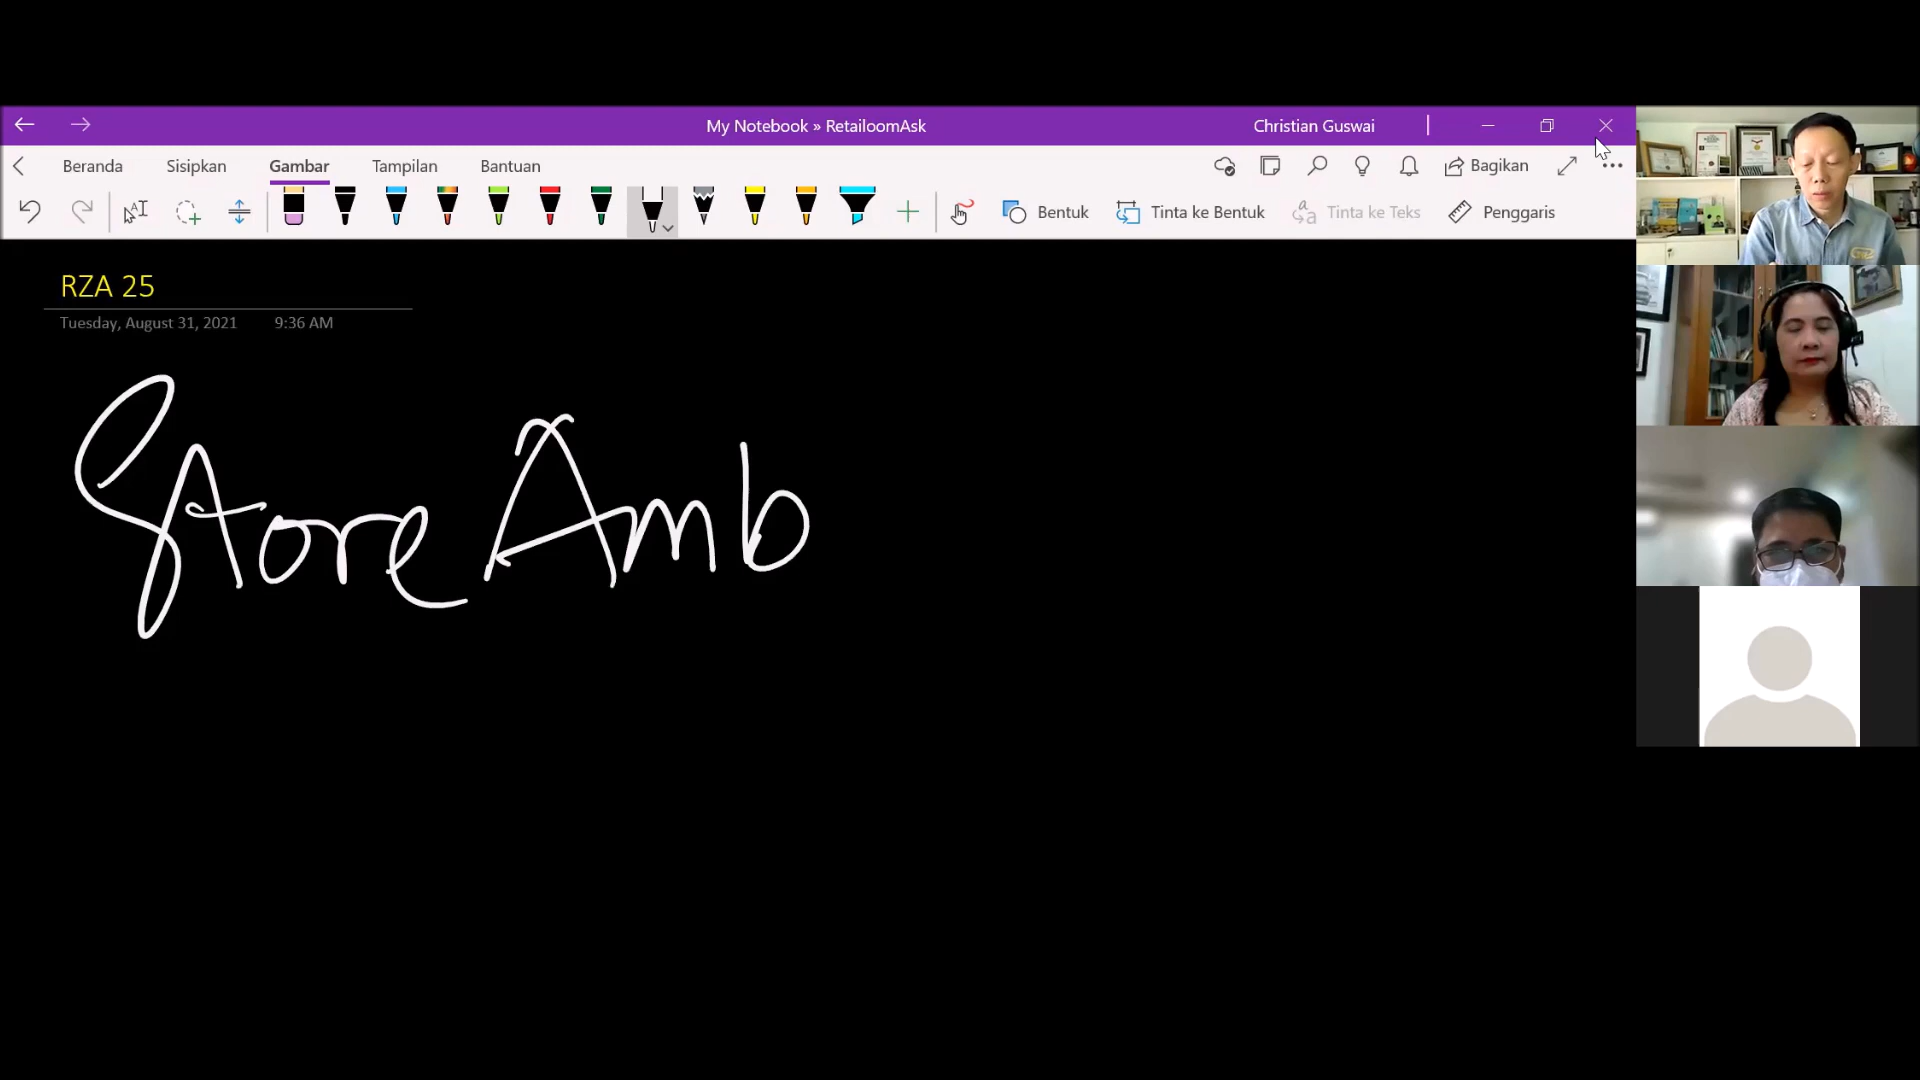 My Notebook » RetailoomAsk
Christian Guswai
Beranda Sisipkan Gambar Tampilan Bantuan
Bagikan
Bentuk Tinta ke Bentuk Tinta ke Teks Penggaris
RZA 25
Tuesday, August 31, 2021 9:36 AM
Store Amb